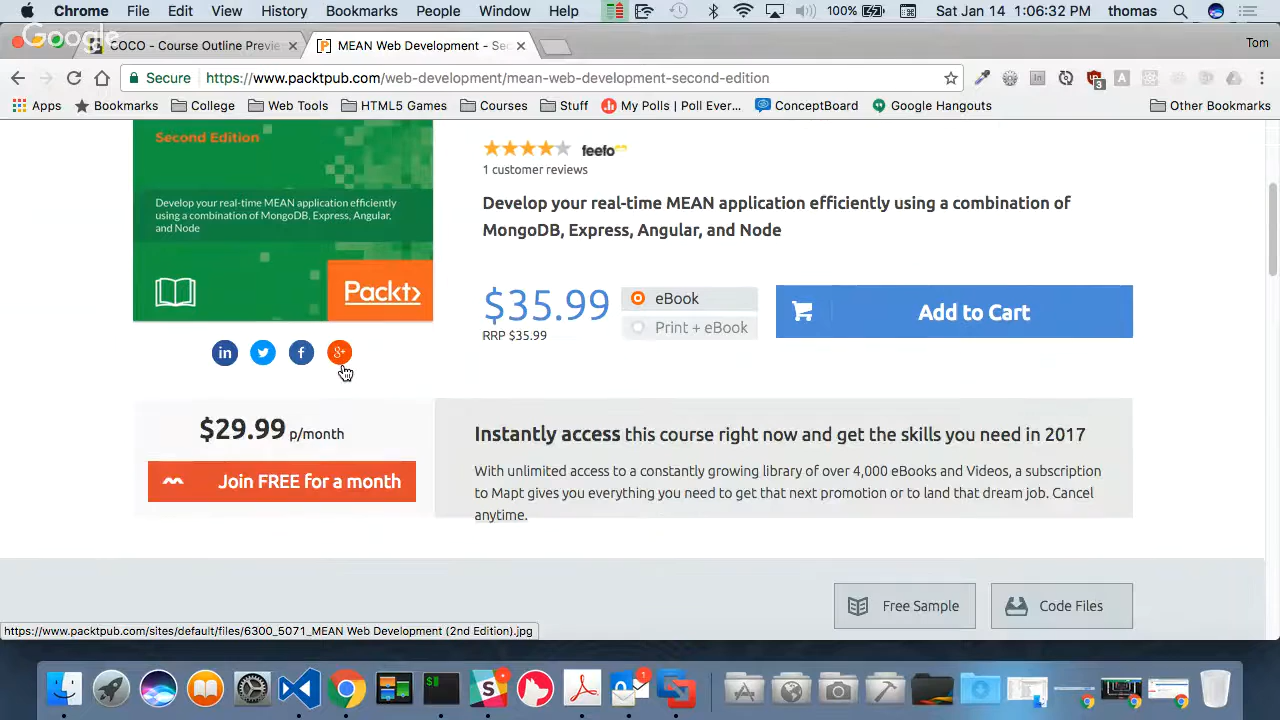 Chrome File Edit View History Bookmarks People Window Help 100% Sat Jan 14 1:06:32 PM thomas
Google
COCO - Course Outline Previe
MEAN Web Development - Sec
Tom
Secure https://www.packtpub.com/web-development/mean-web-development-second-edition
Apps Bookmarks College Web Tools HTML5 Games Courses Stuff My Polls | Poll Ever... ConceptBoard Google Hangouts Other Bookmarks
Second Edition
feefo
1 customer reviews
Develop your real-time MEAN application efficiently
using a combination of MongoDB, Express, Angular,
and Node
Develop your real-time MEAN application efficiently using a combination of
MongoDB, Express, Angular, and Node
Packt>
$35.99
RRP $35.99
eBook
Print + eBook
Add to Cart
in f g+
$29.99 p/month
Join FREE for a month
Instantly access this course right now and get the skills you need in 2017
With unlimited access to a constantly growing library of over 4,000 eBooks and Videos, a subscription
to Mapt gives you everything you need to get that next promotion or to land that dream job. Cancel
anytime.
Free Sample
Code Files
https://www.packtpub.com/sites/default/files/6300_5071_MEAN Web Development (2nd Edition).jpg